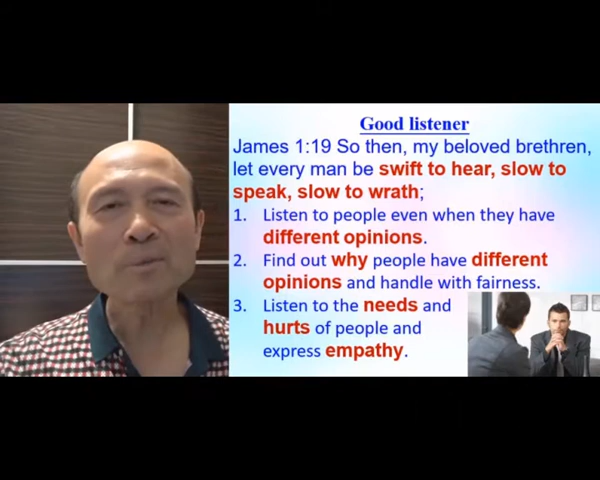 Good listener
James 1:19 So then, my beloved brethren,
let every man be swift to hear, slow to
speak, slow to wrath;
1. Listen to people even when they have
different opinions.
2. Find out why people have different
opinions and handle with fairness.
3. Listen to the needs and
hurts of people and
express empathy.